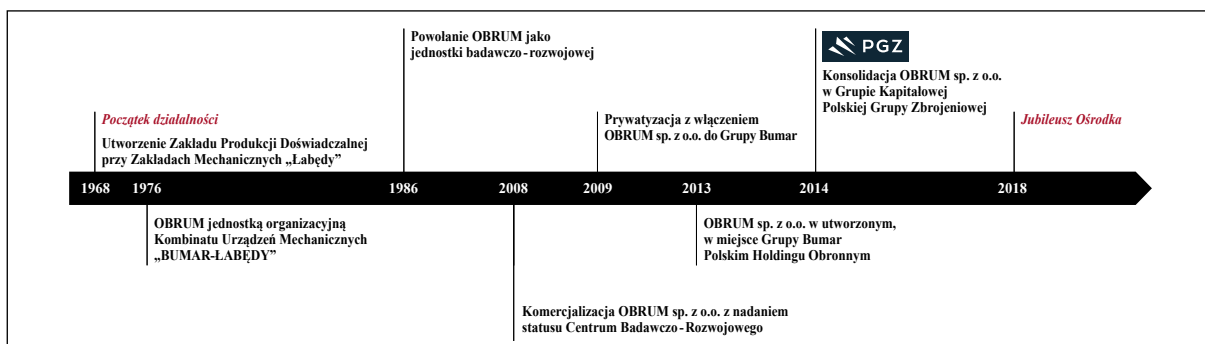 Powołanie OBRUM jako
jednostki badawczo-rozwojowej
PGZ
Konsolidacja OBRUM sp. z o.o.
w Grupie Kapitałowej
Polskiej Grupy Zbrojeniowej
Początek działalności
Utworzenie Zakładu Produkcji Doświadczalnej
przy Zakładach Mechanicznych „Łabędy”
Prywatyzacja z włączeniem
OBRUM sp. z o.o. do Grupy Bumar
Jubileusz Ośrodka
1968 1976 1986 2008 2009 2013 2014 2018
OBRUM jednostką organizacyjną
Kombinatu Urządzeń Mechanicznych
„BUMAR-ŁABĘDY”
OBRUM sp. z o.o. w utworzonym,
w miejsce Grupy Bumar
Polskim Holdingu Obronnym
Komercjalizacja OBRUM sp. z o.o. z nadaniem
statusu Centrum Badawczo-Rozwojowego